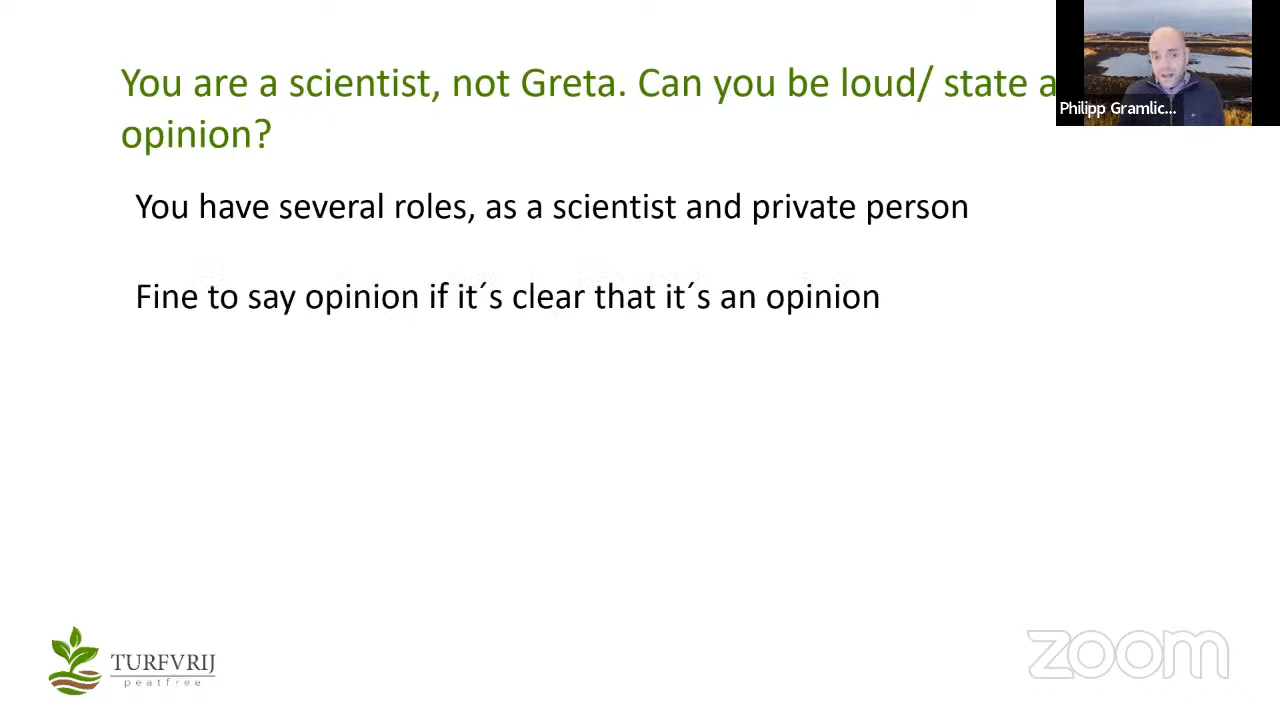 You are a scientist, not Greta. Can you be loud/ state a
opinion?
Philipp Gramlic...
You have several roles, as a scientist and private person
Fine to say opinion if it´s clear that it´s an opinion
TURFVRIJ
peatfree
zoom